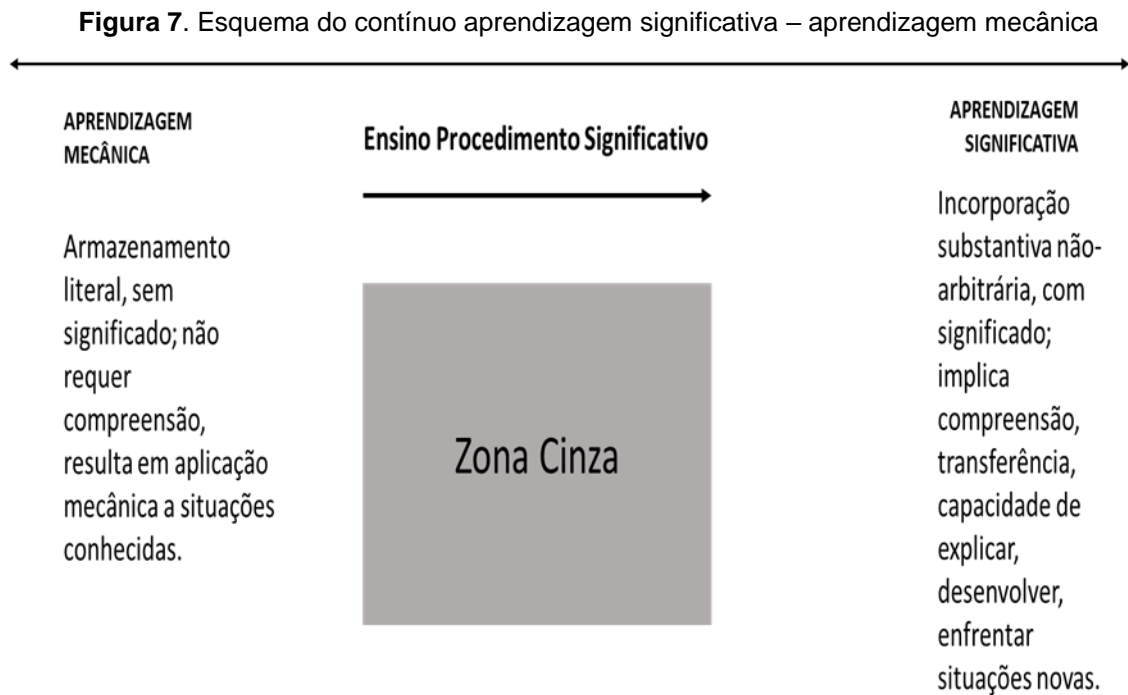 Figura 7. Esquema do contínuo aprendizagem significativa – aprendizagem mecânica
APRENDIZAGEM
MECÂNICA
Armazenamento
literal, sem
significado; não
requer
compreensão,
resulta em aplicação
mecânica a situações
conhecidas.
Ensino Procedimento Significativo
Zona Cinza
APRENDIZAGEM
SIGNIFICATIVA
Incorporação
substantiva não-
arbitrária, com
significado;
implica
compreensão,
transferência,
capacidade de
explicar,
desenvolver,
enfrentar
situações novas.